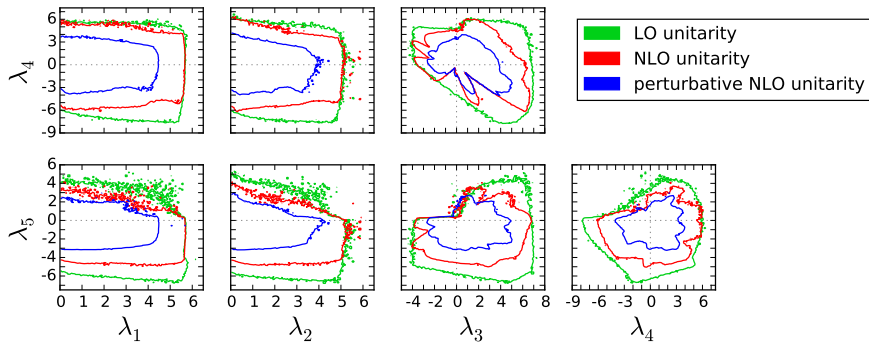 6
3
0
-3
-6
-9
λ4
LO unitarity
NLO unitarity
perturbative NLO unitarity
6
5
4
2
0
-2
-4
-6
λ5
0 1 2 3 4 5 6
0 1 2 3 4 5 6
-4 -2 0 2 4 6 8
-9 -6 -3 0 3 6
λ1
λ2
λ3
λ4